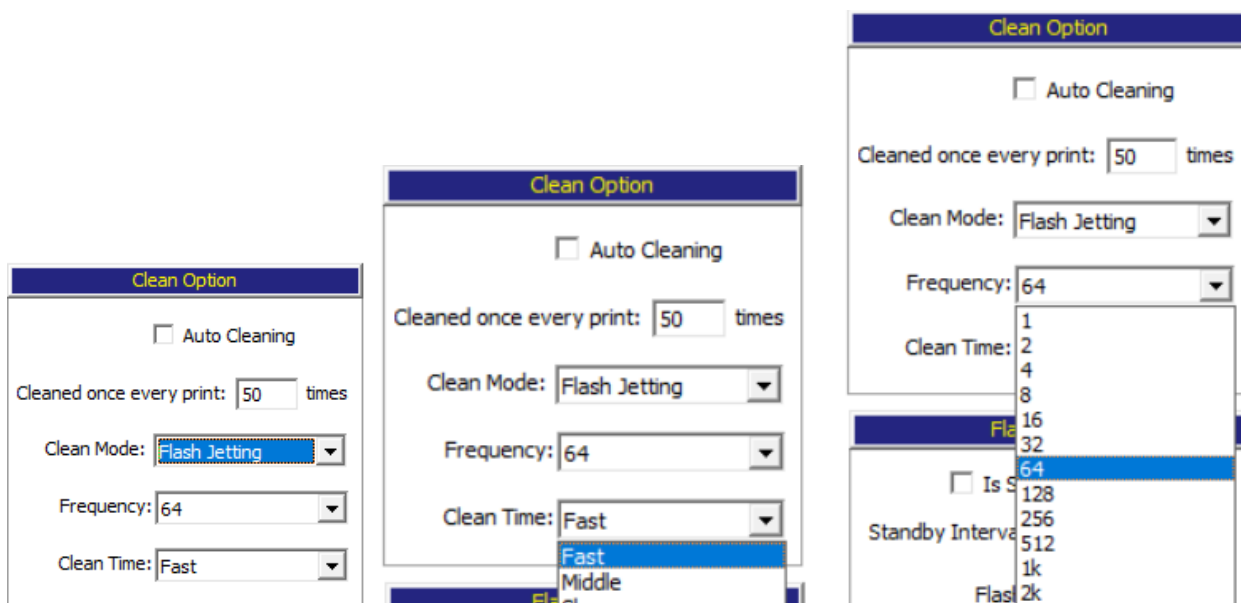 Clean Option
Auto Cleaning
Cleaned once every print: 50 times
Clean Mode: Flash Jetting
Frequency: 64
Clean Time: Fast
Clean Option
Auto Cleaning
Cleaned once every print: 50 times
Clean Mode: Flash Jetting
Frequency: 64
Clean Time: Fast
Fast
Middle
Clean Option
Auto Cleaning
Cleaned once every print: 50 times
Clean Mode: Flash Jetting
Frequency: 64
Clean Time:
1
2
4
8
16
32
64
128
256
512
1k
2k
Is
Standby